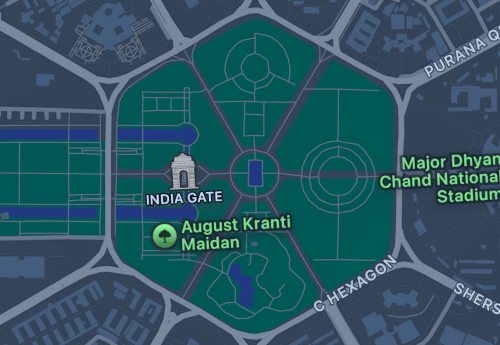 PURANA Q
Major Dhyan
Chand National
Stadium
INDIA GATE
August Kranti
Maidan
C HEXAGON
SHERS